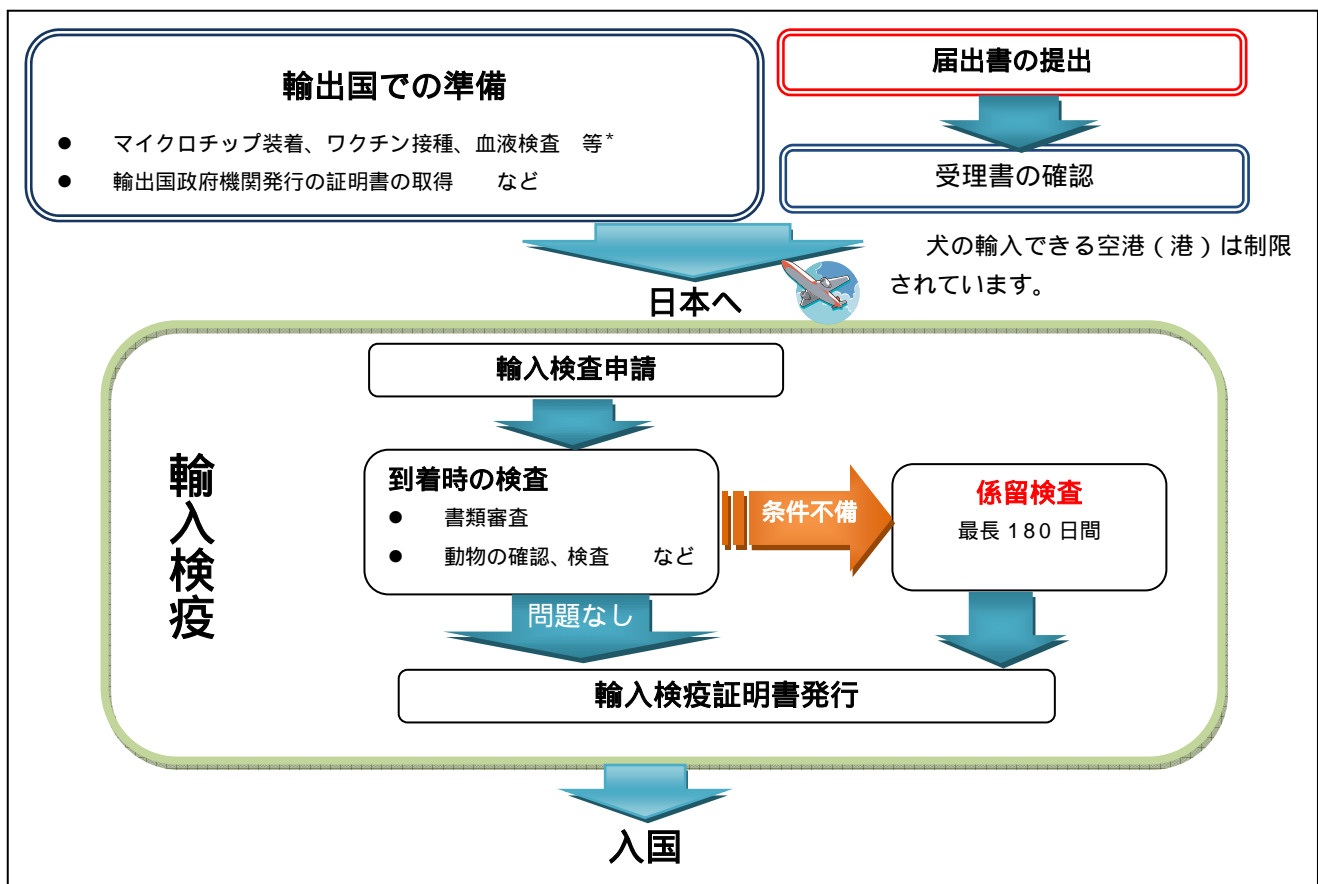 輸出国での準備
● マイクロチップ装着、ワクチン接種、血液検査 等*
● 輸出国政府機関発行の証明書の取得 など
届出書の提出
受理書の確認
犬の輸入できる空港(港)は制限
されています。
日本へ
輸入検疫
輸入検査申請
到着時の検査
● 書類審査
● 動物の確認、検査 など
条件不備
係留検査
最長180日間
問題なし
輸入検疫証明書発行
入国